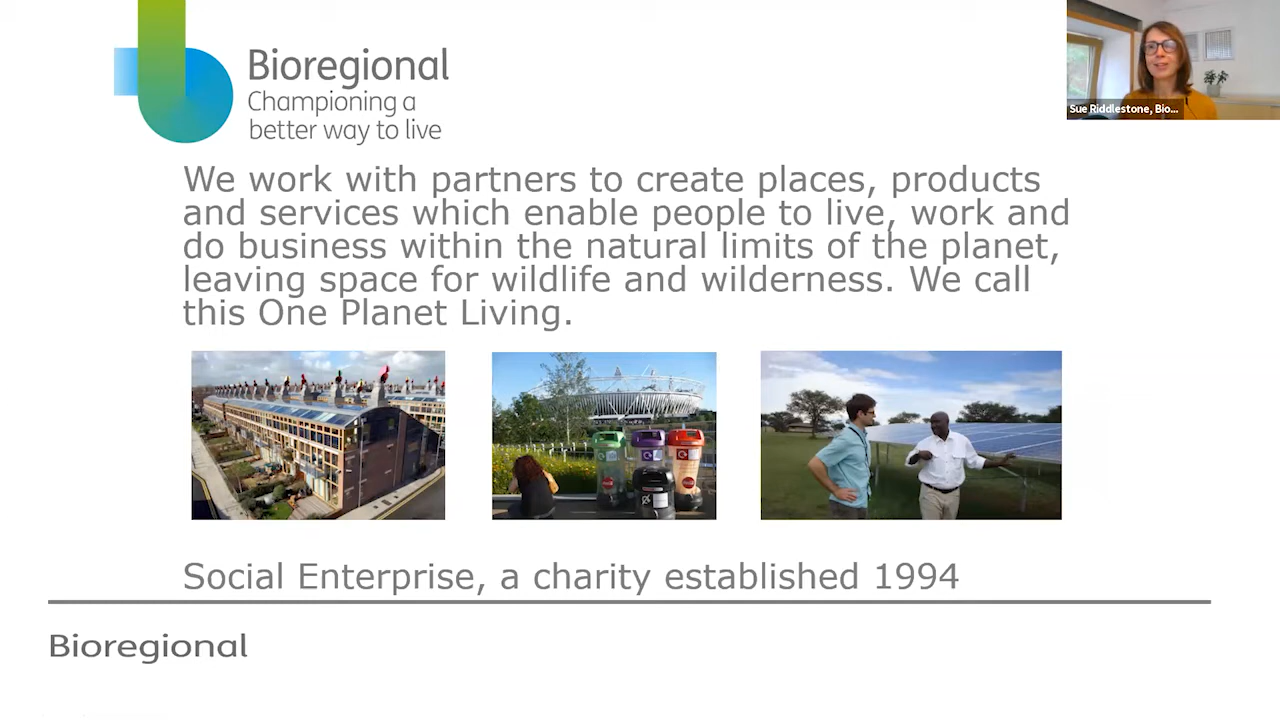 Bioregional
Championing a
better way to live
Sue Riddlestone, Bio...
We work with partners to create places, products
and services which enable people to live, work and
do business within the natural limits of the planet,
leaving space for wildlife and wilderness. We call
this One Planet Living.
Social Enterprise, a charity established 1994
Bioregional